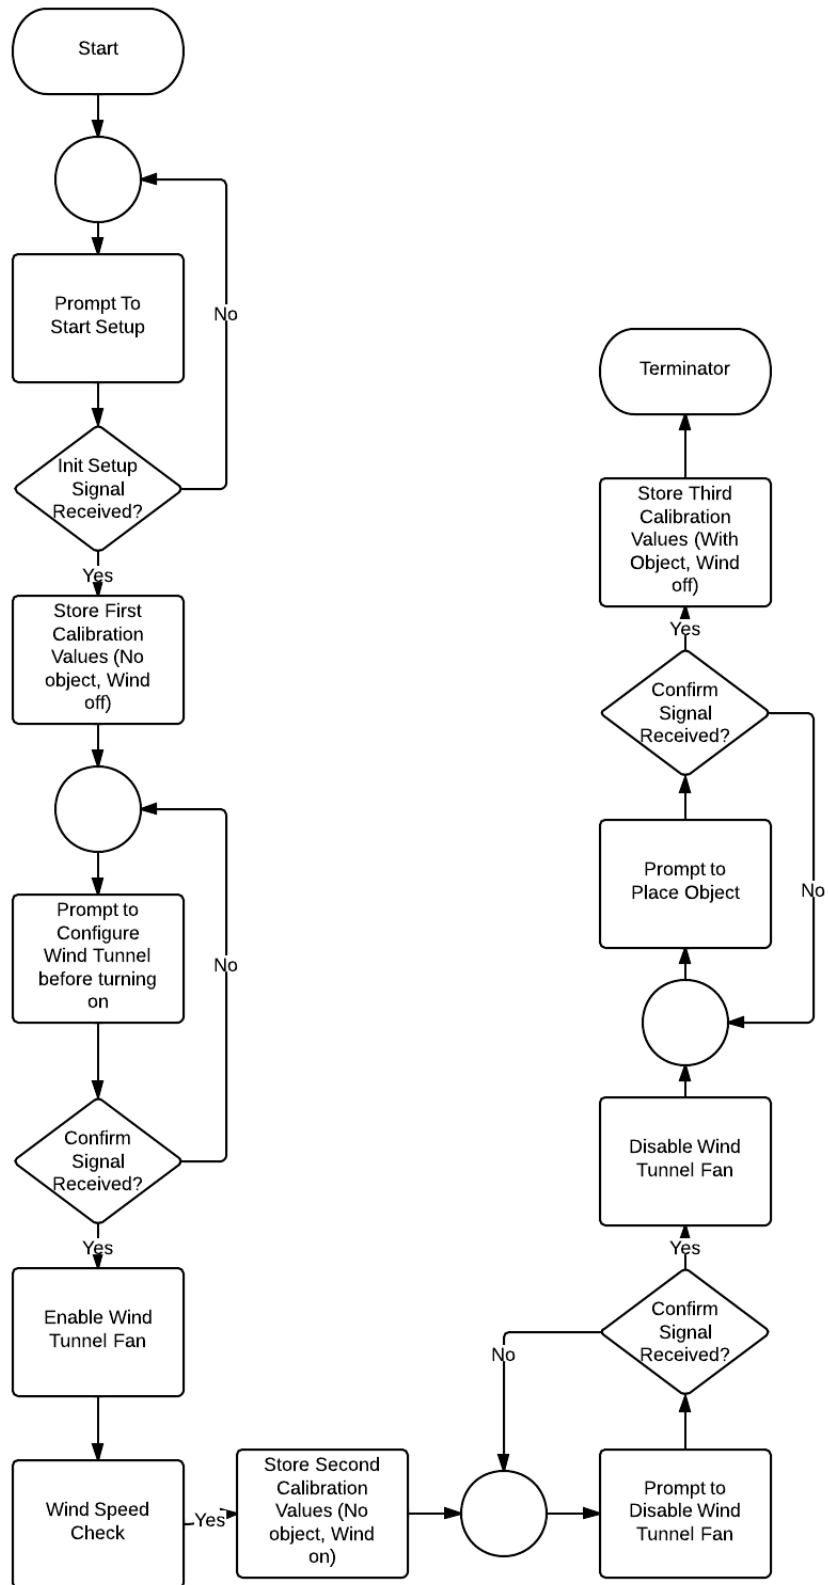 Start
Prompt To
Start Setup
No
Init Setup
Signal
Received?
Yes
Store First
Calibration
Values (No
object, Wind
off)
Prompt to
Configure
Wind Tunnel
before turning
on
No
Confirm
Signal
Received?
Yes
Enable Wind
Tunnel Fan
Wind Speed
Check
Yes
Store Second
Calibration
Values (No
object, Wind
on)
Prompt to
Disable Wind
Tunnel Fan
Confirm
Signal
Received?
No
Yes
Disable Wind
Tunnel Fan
Prompt to
Place Object
No
Confirm
Signal
Received?
Yes
Store Third
Calibration
Values (With
Object, Wind
off)
Terminator